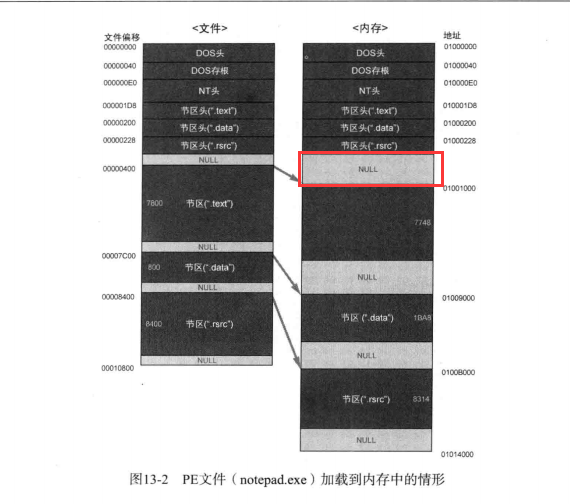 <文件>
<内存>
文件偏移
地址
00000000
DOS头
DOS头
01000000
00000040
DOS存根
DOS存根
01000040
000000E0
NT头
NT头
010000E0
000001D8
节区头(".text")
节区头(".text")
010001D8
00000200
节区头(".data")
节区头(".data")
01000200
00000228
节区头(".rsrc")
节区头(".rsrc")
01000228
NULL
NULL
00000400
01001000
7800
节区(".text")
7748
NULL
00007C00
800
节区(".data")
NULL
NULL
00008400
01009000
8400
节区(".rsrc")
节区 (".data")
1BA8
NULL
NULL
00010800
0100B000
节区(".rsrc")
8314
NULL
01014000
图13-2 PE文件（notepad.exe）加载到内存中的情形